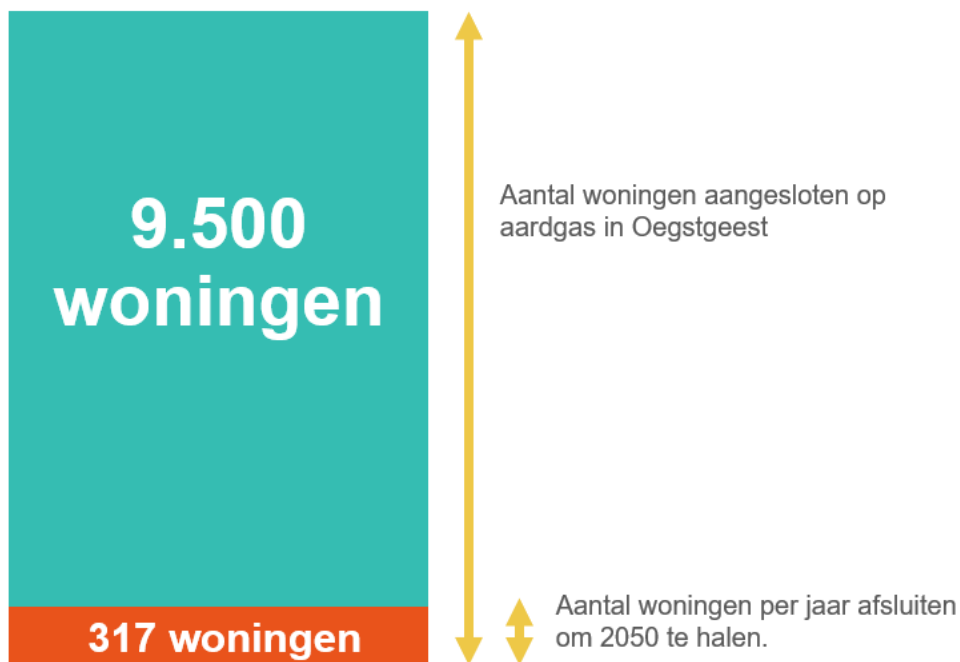 9.500
woningen
Aantal woningen aangesloten op
aardgas in Oegstgeest
317 woningen
Aantal woningen per jaar afsluiten
om 2050 te halen.